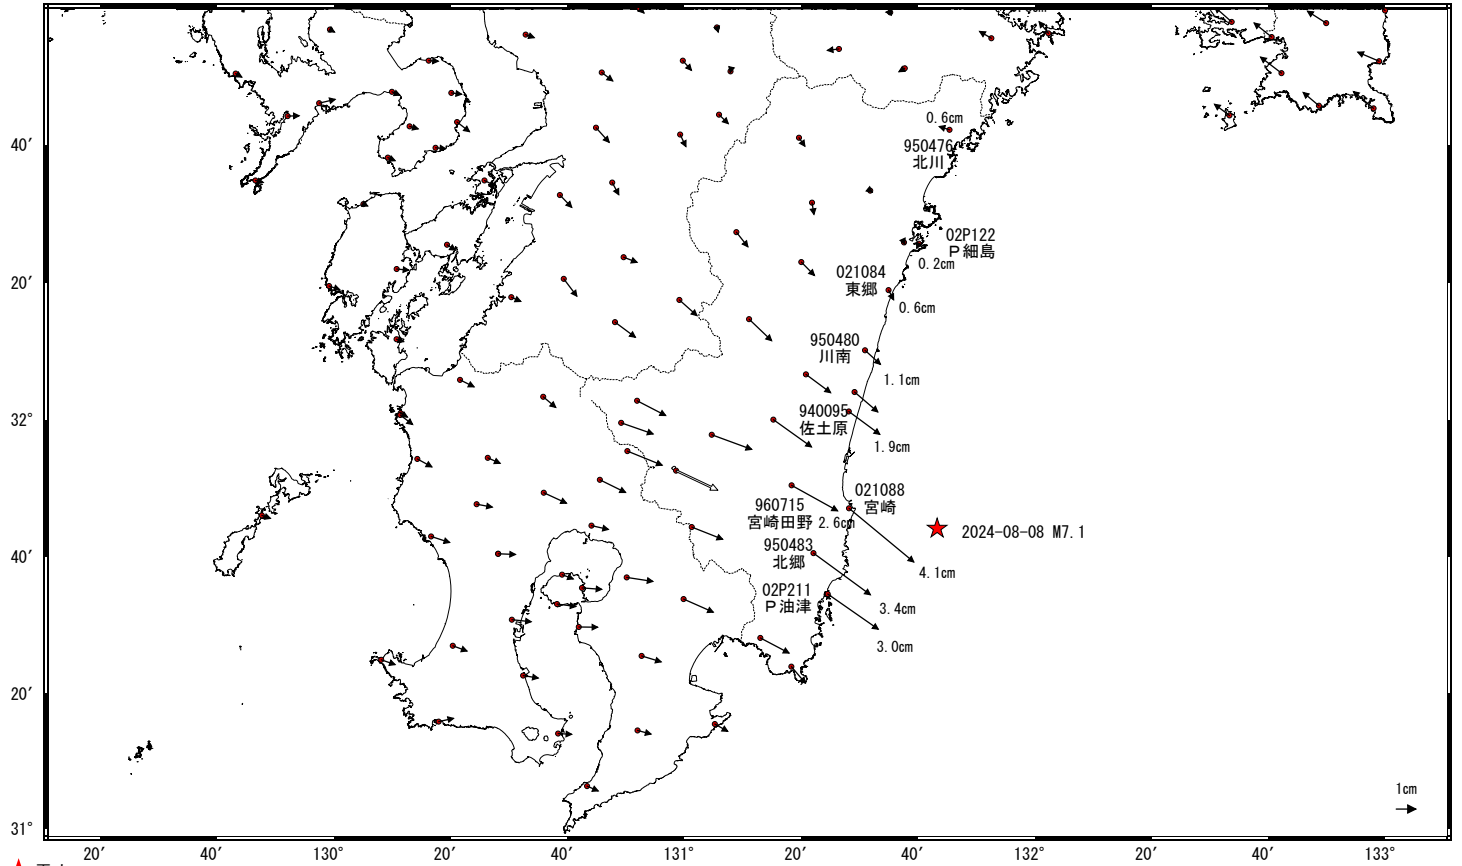 0.6cm
950476
北川
02P122
P細島
0.2cm
021084
東郷
0.6cm
950480
川南
1.1cm
940095
佐土原
1.9cm
021088
宮崎
960715
宮崎田野 2.6cm
2024-08-08 M7.1
950483
北郷
4.1cm
02P211
P油津
3.4cm
3.0cm
1cm
40′
20′
32°
40′
20′
31°
20′ 40′ 130° 20′ 40′ 131° 20′ 40′ 132° 20′ 40′ 133°